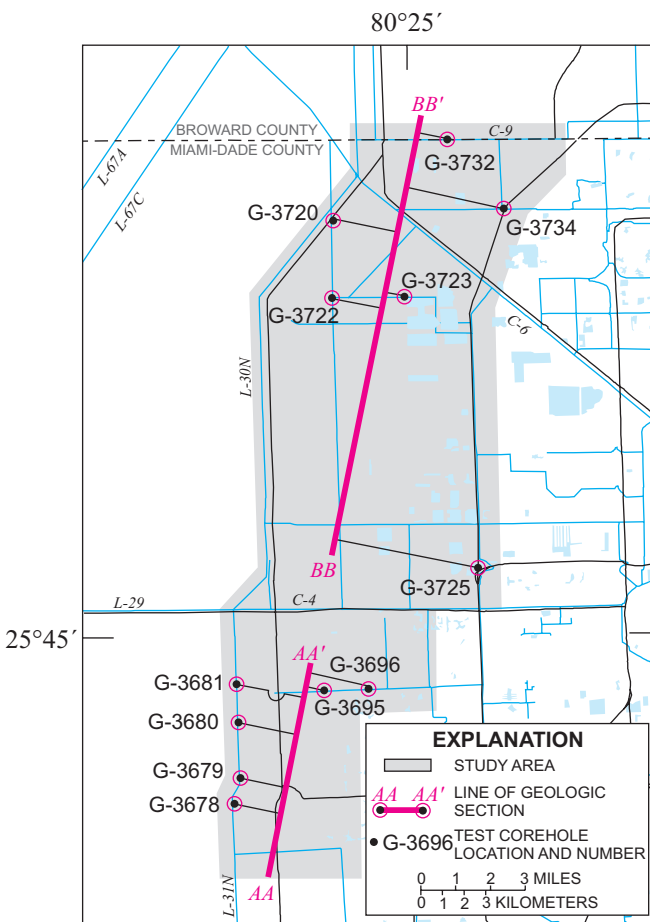 80°25′
BB′
BROWARD COUNTY
C-9
MIAMI-DADE COUNTY
L-67A
G-3732
L-67C
G-3720
G-3734
G-3723
G-3722
C-6
L-30N
BB
G-3725
L-29
C-4
25°45′
AA′
G-3696
G-3681
G-3695
G-3680
G-3679
G-3678
AA
L-31N
EXPLANATION
STUDY AREA
AA AA′ LINE OF GEOLOGIC
SECTION
G-3696 TEST COREHOLE
LOCATION AND NUMBER
0 1 2 3 MILES
0 1 2 3 KILOMETERS